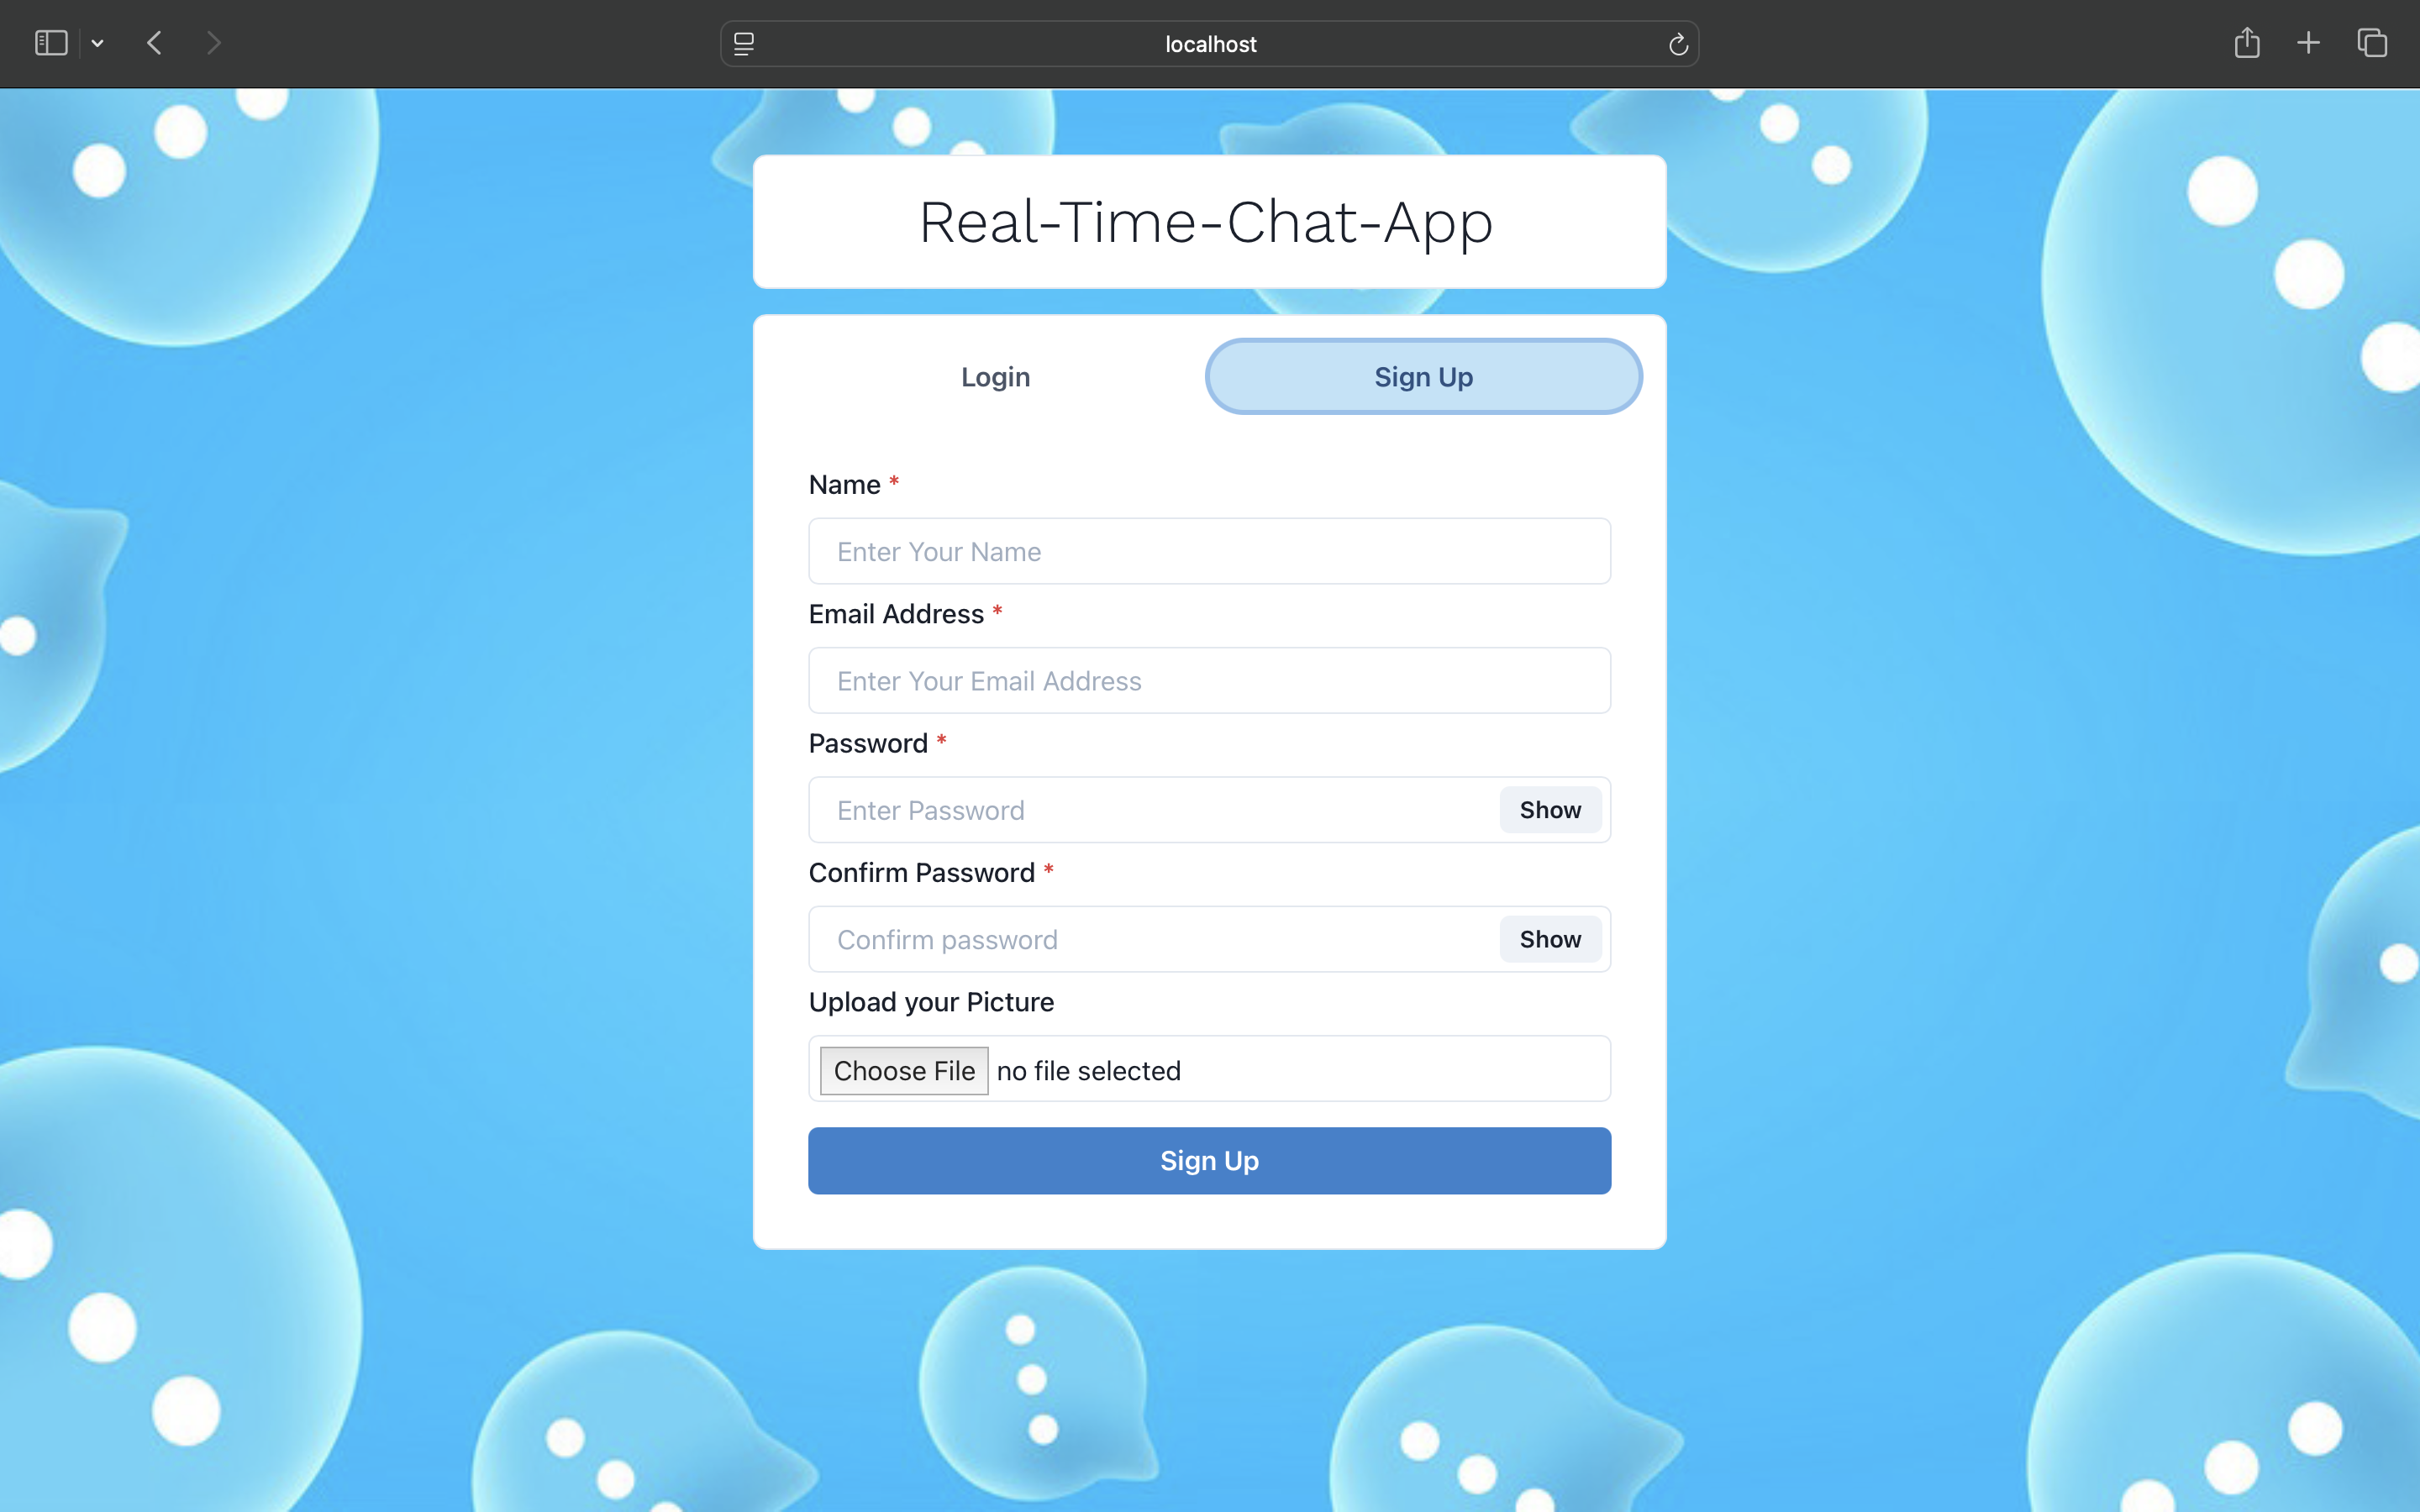 localhost
Real-Time-Chat-App
Login
Sign Up
Name *
Enter Your Name
Email Address *
Enter Your Email Address
Password *
Enter Password
Show
Confirm Password *
Confirm password
Show
Upload your Picture
Choose File no file selected
Sign Up